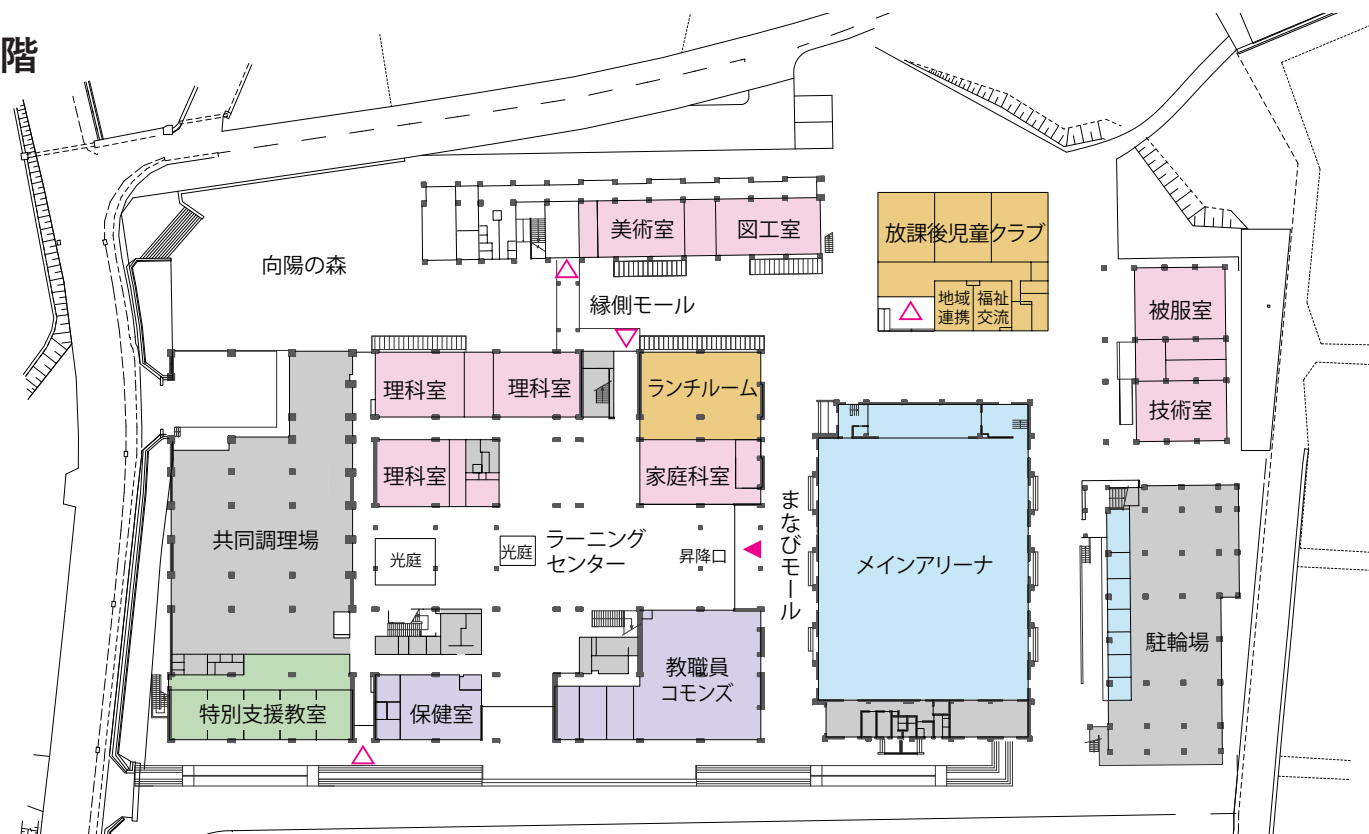 階
美術室
図工室
放課後児童クラブ
向陽の森
縁側モール
地域
連携
福祉
交流
被服室
理科室
理科室
ランチルーム
技術室
理科室
家庭科室
共同調理場
光庭
光庭
ラーニング
センター
昇降口
まなびモール
メインアリーナ
駐輪場
教職員
コモンズ
特別支援教室
保健室